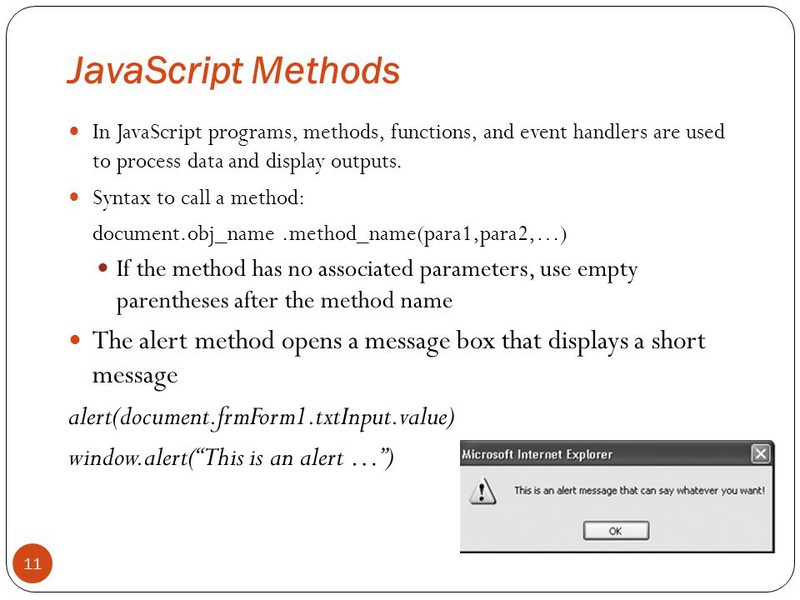 JavaScript Methods
In JavaScript programs, methods, functions, and event handlers are used
to process data and display outputs.
Syntax to call a method:
document.obj_name .method_name(para1,para2,…)
If the method has no associated parameters, use empty
parentheses after the method name
The alert method opens a message box that displays a short
message
alert(document.frmForm1.txtInput.value)
window.alert(“This is an alert …”)
Microsoft Internet Explorer
This is an alert message that can say whatever you want!
OK
11